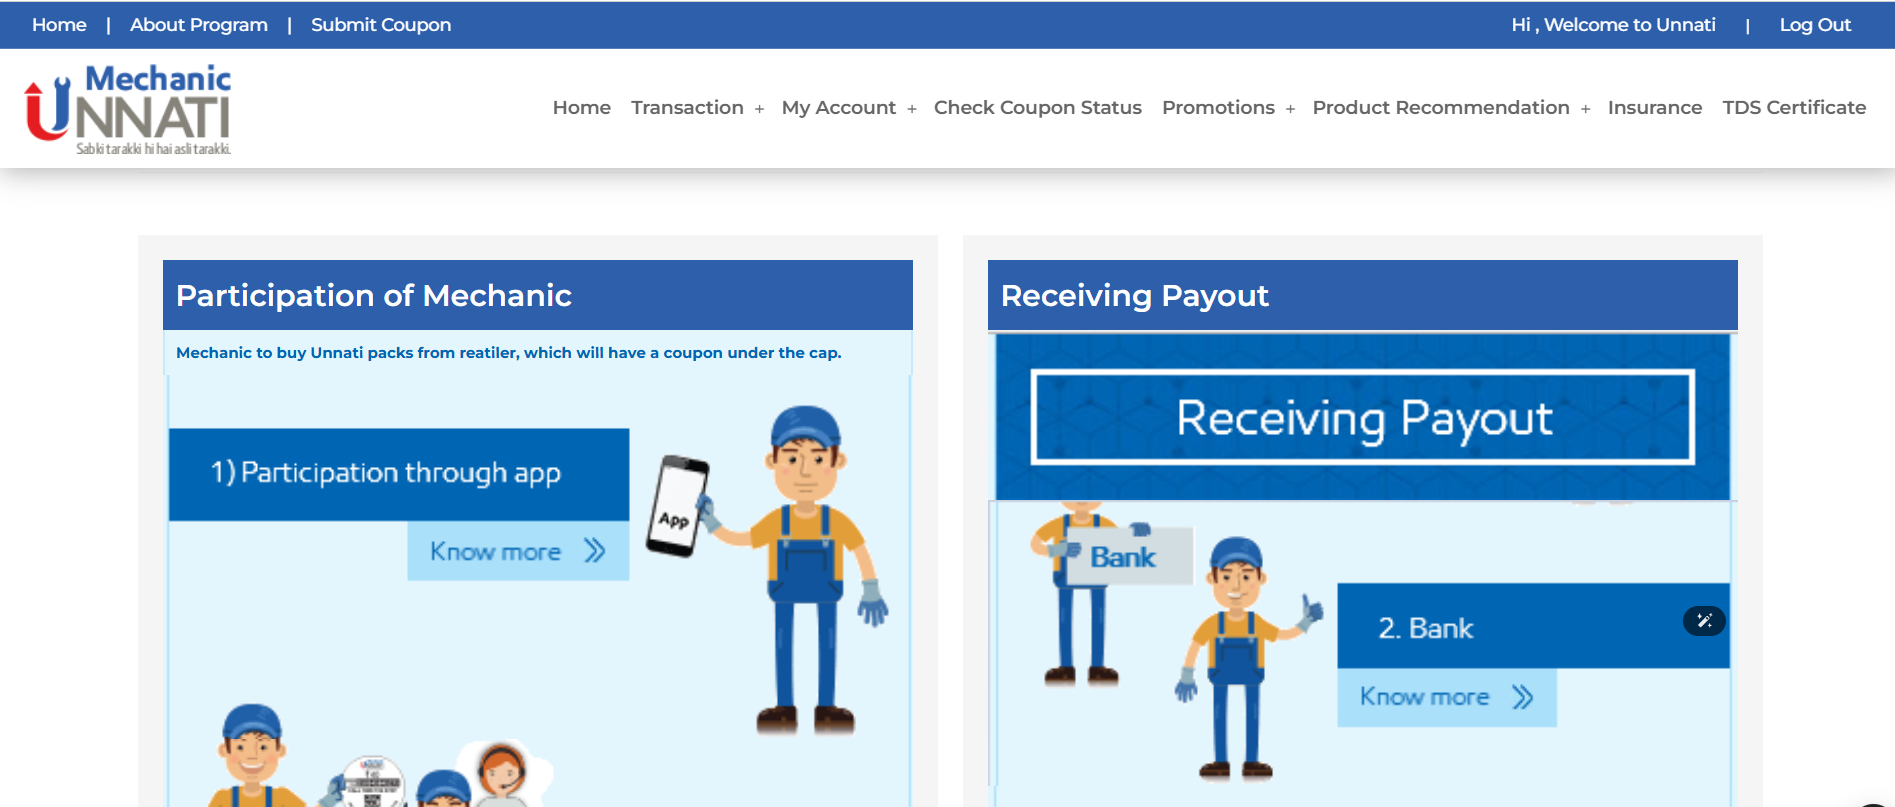 Home | About Program | Submit Coupon
Hi , Welcome to Unnati | Log Out
Mechanic
UNNATI
Sabki tarakki hi hai asli tarakki.
Home Transaction + My Account + Check Coupon Status Promotions + Product Recommendation + Insurance TDS Certificate
Participation of Mechanic
Mechanic to buy Unnati packs from reatiler, which will have a coupon under the cap.
1) Participation through app
Know more
APP
Receiving Payout
Receiving Payout
Bank
2. Bank
Know more